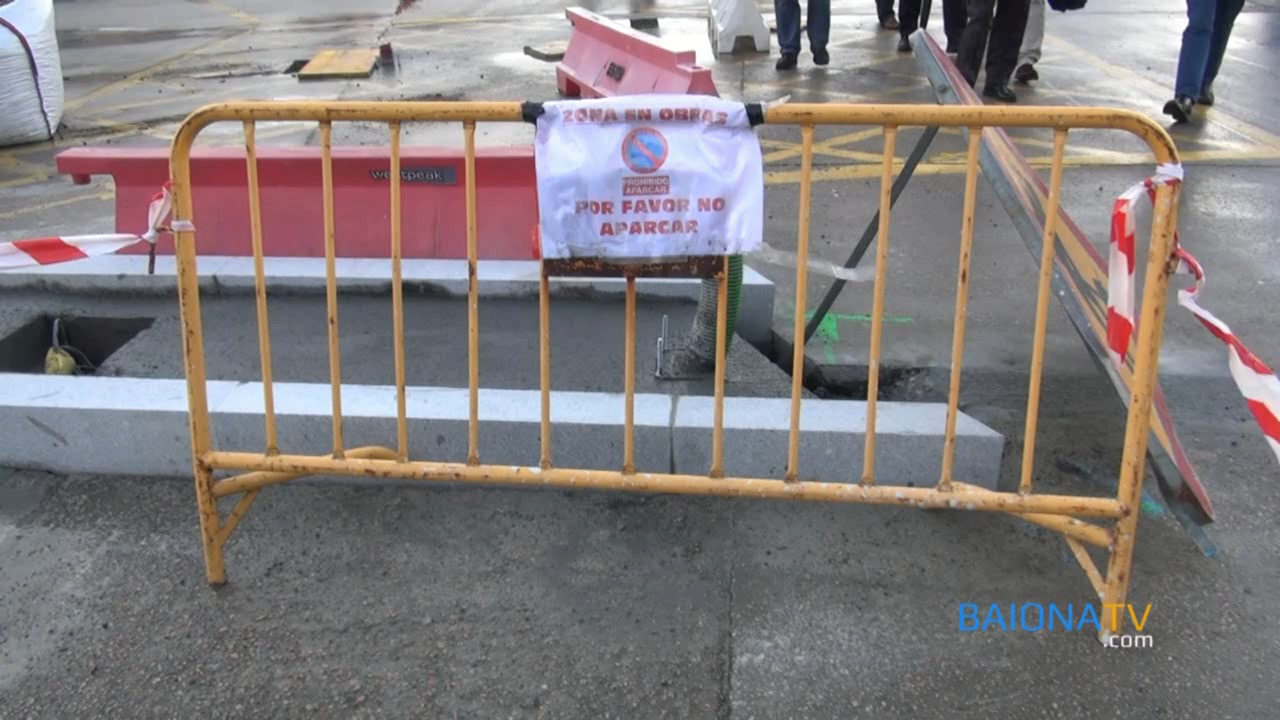 ZONA EN OBRAS
PROHIBIDO
APARCAR
POR FAVOR NO
APARCAR
westpeak
BAIONATV
.com